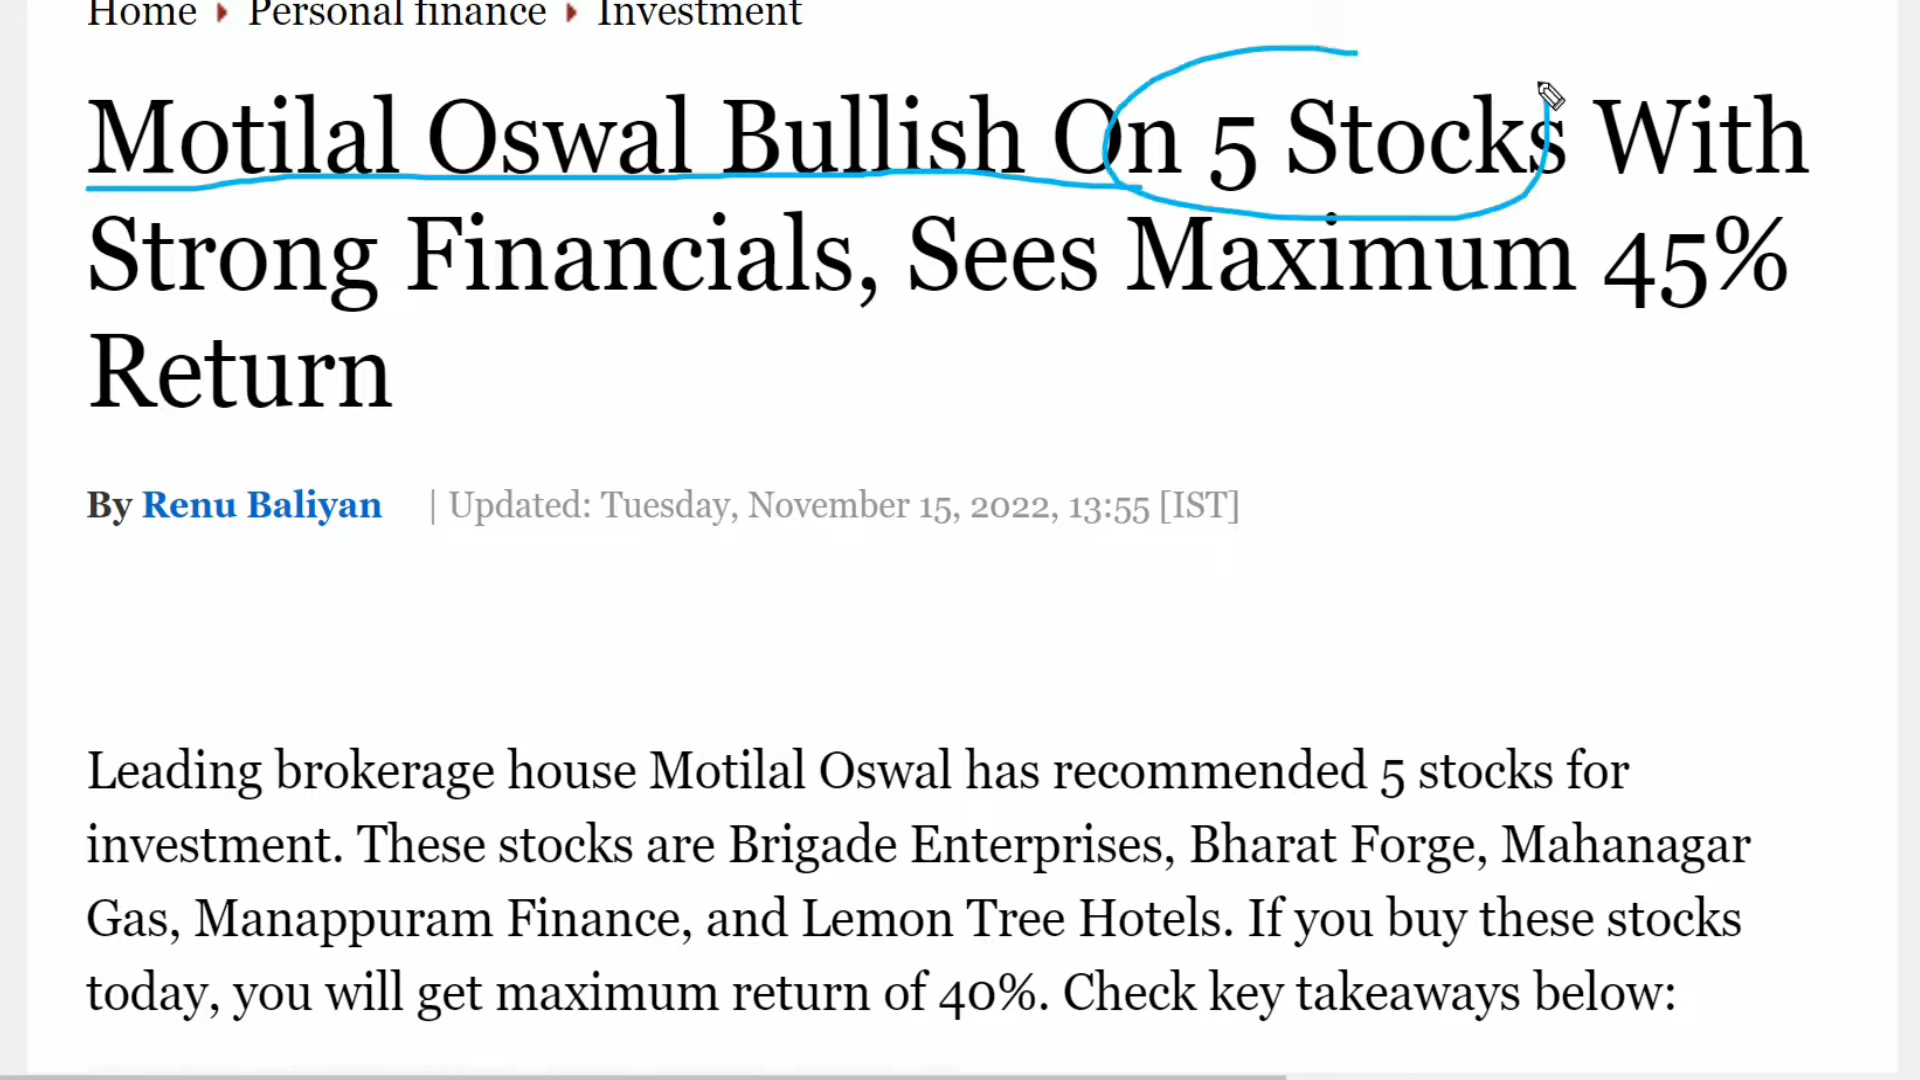 Home Personal finance Investment
Motilal Oswal Bullish On 5 Stocks With
Strong Financials, Sees Maximum 45%
Return
By Renu Baliyan | Updated: Tuesday, November 15, 2022, 13:55 [IST]
Leading brokerage house Motilal Oswal has recommended 5 stocks for
investment. These stocks are Brigade Enterprises, Bharat Forge, Mahanagar
Gas, Manappuram Finance, and Lemon Tree Hotels. If you buy these stocks
today, you will get maximum return of 40%. Check key takeaways below: